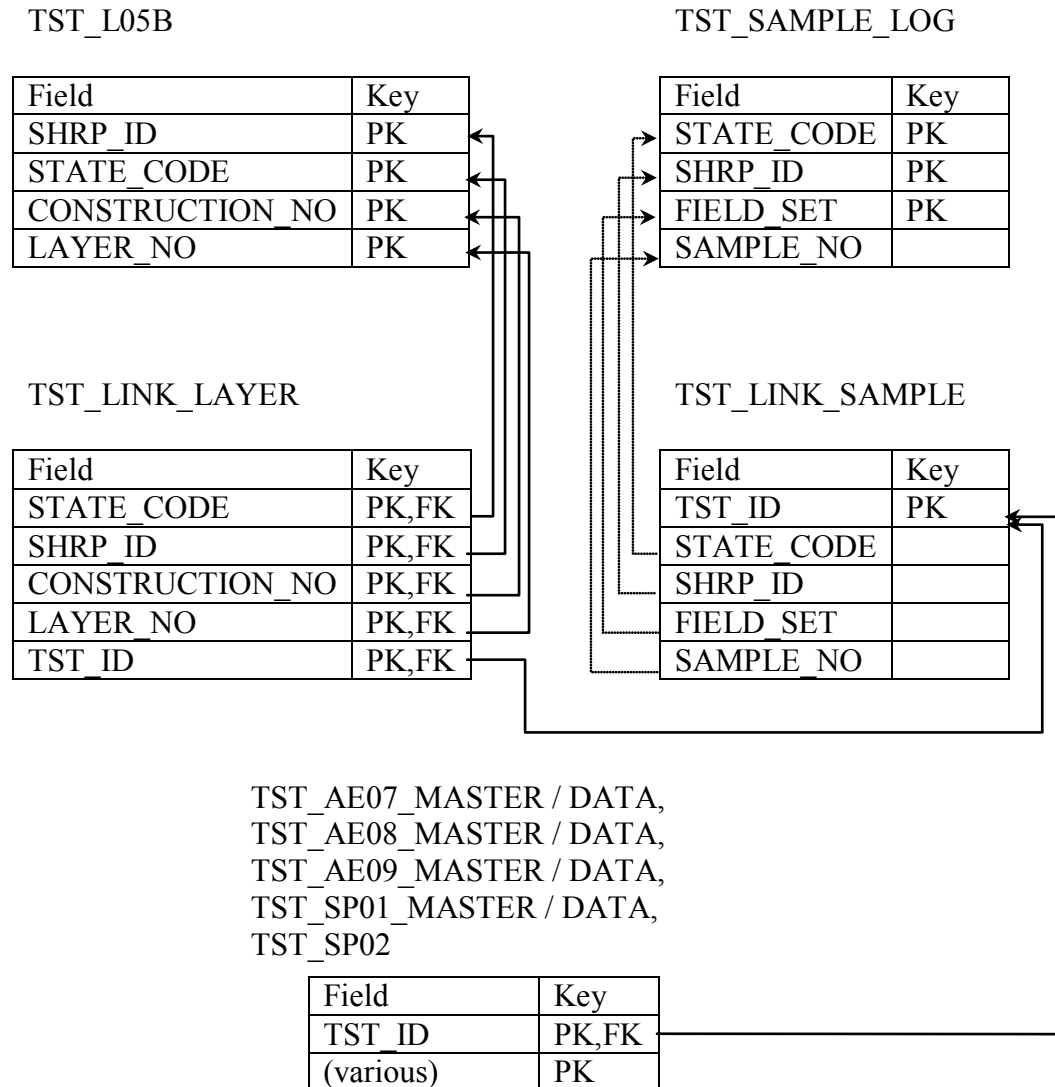 TST_L05B
Field Key
SHRP_ID PK
STATE_CODE PK
CONSTRUCTION_NO PK
LAYER_NO PK
TST_SAMPLE_LOG
Field Key
STATE_CODE PK
SHRP_ID PK
FIELD_SET PK
SAMPLE_NO
TST_LINK_LAYER
Field Key
STATE_CODE PK,FK
SHRP_ID PK,FK
CONSTRUCTION_NO PK,FK
LAYER_NO PK,FK
TST_ID PK,FK
TST_LINK_SAMPLE
Field Key
TST_ID PK
STATE_CODE
SHRP_ID
FIELD_SET
SAMPLE_NO
TST_AE07_MASTER / DATA,
TST_AE08_MASTER / DATA,
TST_AE09_MASTER / DATA,
TST_SP01_MASTER / DATA,
TST_SP02
Field Key
TST_ID PK,FK
(various) PK